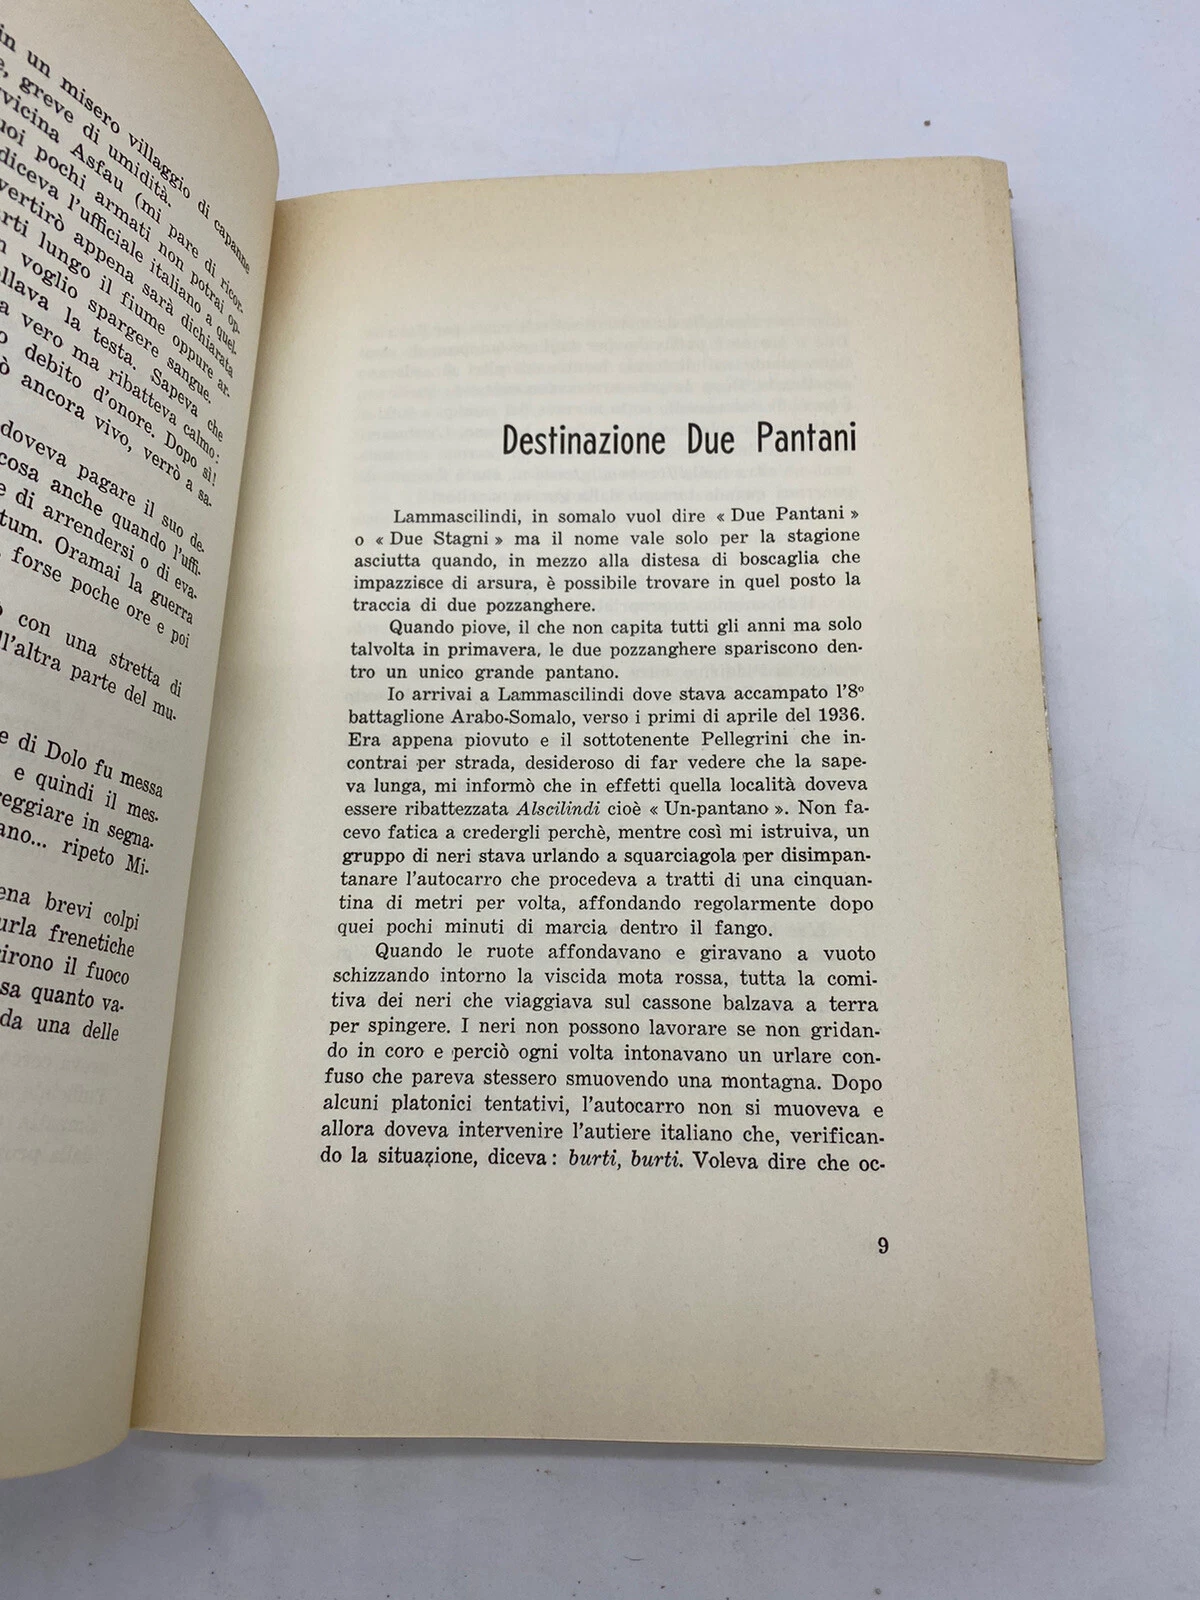 in un misero villaggio di capanne
greve di umidità.
Asfau (mi pare di ricor-
pochi armati non potrai op-
diceva l'ufficiale italiano a quel-
appena sarà dichiarata
lungo il fiume oppure ar-
voglio spargere sangue.
la testa. Sapeva che
vero ma ribatteva calmo:
debito d'onore. Dopo sì!
ancora vivo, verrò a sa-
doveva pagare il suo de-
cosa anche quando l'uffi-
di arrendersi o di eva-
Oramai la guerra
forse poche ore e poi
con una stretta di
l'altra parte del mu-
di Dolo fu messa
e quindi il mes-
in segna-
ripeto Mi-
brevi colpi
frenetiche
il fuoco
quanto va-
da una delle
Destinazione Due Pantani
Lammascilindi, in somalo vuol dire « Due Pantani »
o « Due Stagni » ma il nome vale solo per la stagione
asciutta quando, in mezzo alla distesa di boscaglia che
impazzisce di arsura, è possibile trovare in quel posto la
traccia di due pozzanghere.
Quando piove, il che non capita tutti gli anni ma solo
talvolta in primavera, le due pozzanghere spariscono den-
tro un unico grande pantano.
Io arrivai a Lammascilindi dove stava accampato l'8º
battaglione Arabo-Somalo, verso i primi di aprile del 1936.
Era appena piovuto e il sottotenente Pellegrini che in-
contrai per strada, desideroso di far vedere che la sape-
va lunga, mi informò che in effetti quella località doveva
essere ribattezzata Alscilindi cioè « Un-pantano ». Non fa-
cevo fatica a credergli perchè, mentre così mi istruiva, un
gruppo di neri stava urlando a squarciagola per disimpan-
tanare l'autocarro che procedeva a tratti di una cinquan-
tina di metri per volta, affondando regolarmente dopo
quei pochi minuti di marcia dentro il fango.
Quando le ruote affondavano e giravano a vuoto
schizzando intorno la viscida mota rossa, tutta la comi-
tiva dei neri che viaggiava sul cassone balzava a terra
per spingere. I neri non possono lavorare se non gridan-
do in coro e perciò ogni volta intonavano un urlare con-
fuso che pareva stessero smuovendo una montagna. Dopo
alcuni platonici tentativi, l'autocarro non si muoveva e
allora doveva intervenire l'autiere italiano che, verifican-
do la situazione, diceva: burti, burti. Voleva dire che oc-
9